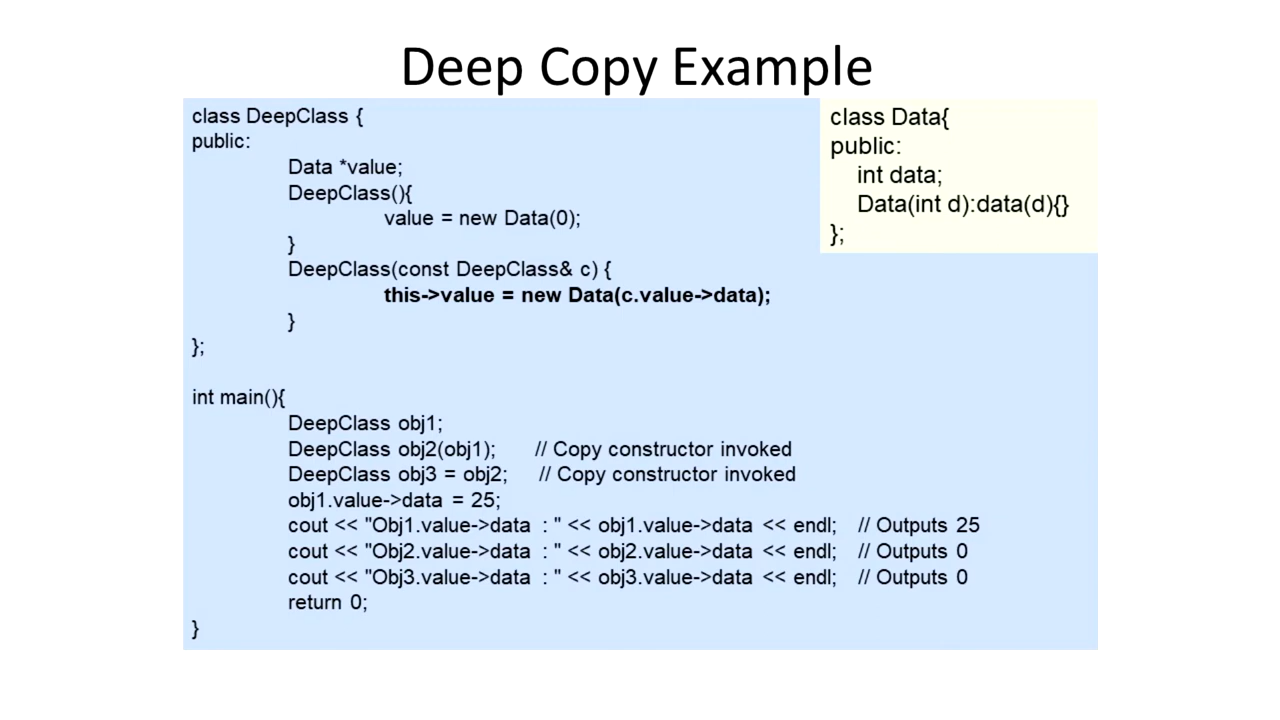 Deep Copy Example
class DeepClass {
public:
Data *value;
DeepClass(){
value = new Data(0);
}
DeepClass(const DeepClass& c) {
this->value = new Data(c.value->data);
}
};
int main(){
DeepClass obj1;
DeepClass obj2(obj1); // Copy constructor invoked
DeepClass obj3 = obj2; // Copy constructor invoked
obj1.value->data = 25;
cout << "Obj1.value->data : " << obj1.value->data << endl; // Outputs 25
cout << "Obj2.value->data : " << obj2.value->data << endl; // Outputs 0
cout << "Obj3.value->data : " << obj3.value->data << endl; // Outputs 0
return 0;
}
class Data{
public:
int data;
Data(int d):data(d){}
};